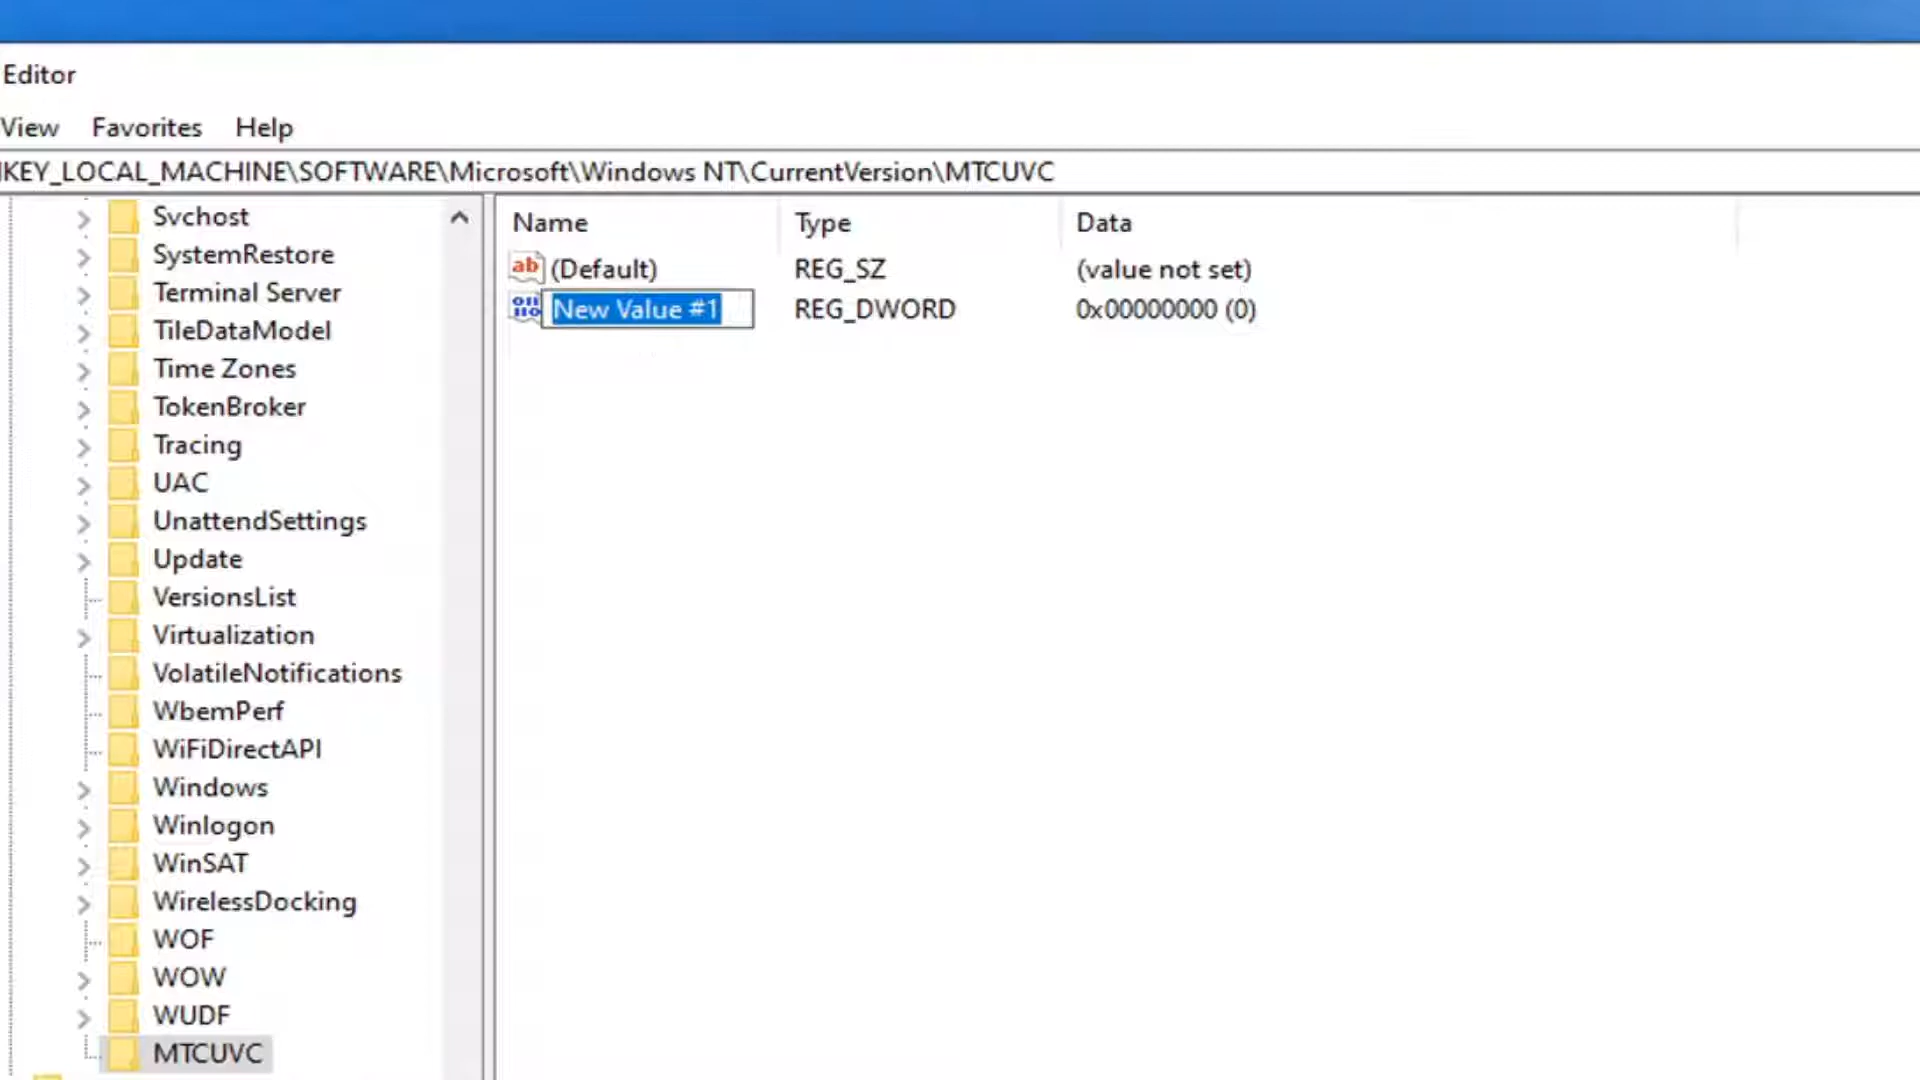 Editor
View Favorites Help
HKEY_LOCAL_MACHINE\SOFTWARE\Microsoft\Windows NT\CurrentVersion\MTCUVC
Name Type Data
ab (Default) REG_SZ (value not set)
New Value #1 REG_DWORD 0x00000000 (0)
Svchost
SystemRestore
Terminal Server
TileDataModel
Time Zones
TokenBroker
Tracing
UAC
UnattendSettings
Update
VersionsList
Virtualization
VolatileNotifications
WbemPerf
WiFiDirectAPI
Windows
Winlogon
WinSAT
WirelessDocking
WOF
WOW
WUDF
MTCUVC